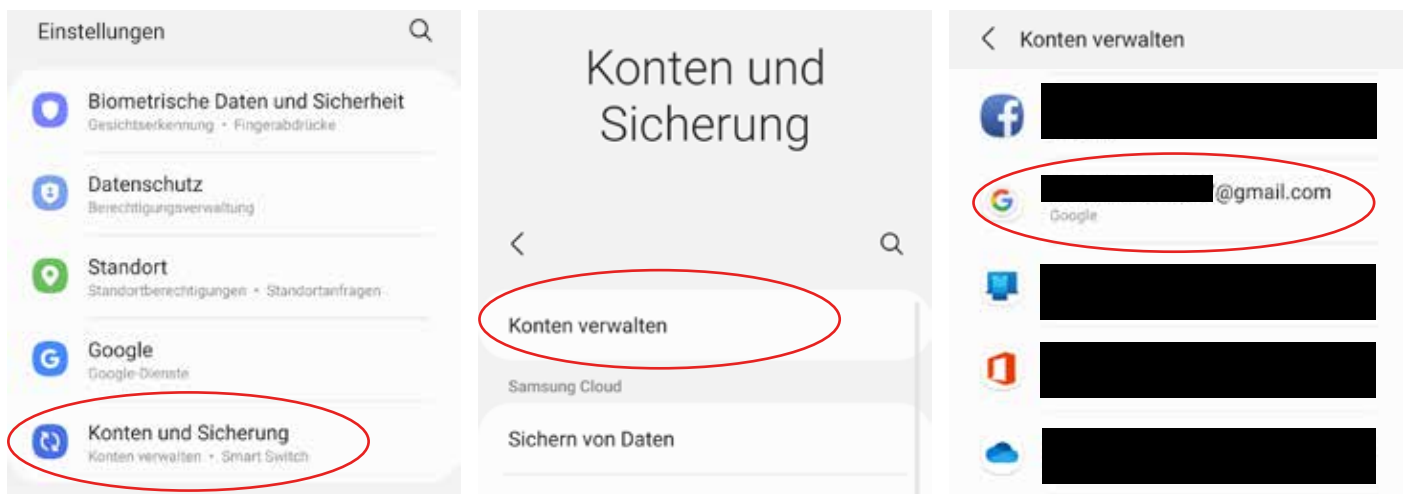 Einstellungen
Biometrische Daten und Sicherheit
Gesichtserkennung • Fingerabdrücke
Datenschutz
Berechtigungsverwaltung
Standort
Standortberechtigungen • Standortanfragen
Google
Google-Dienste
Konten und Sicherung
Konten verwalten • Smart Switch
Konten und
Sicherung
Konten verwalten
Samsung Cloud
Sichern von Daten
Konten verwalten
@gmail.com
Google